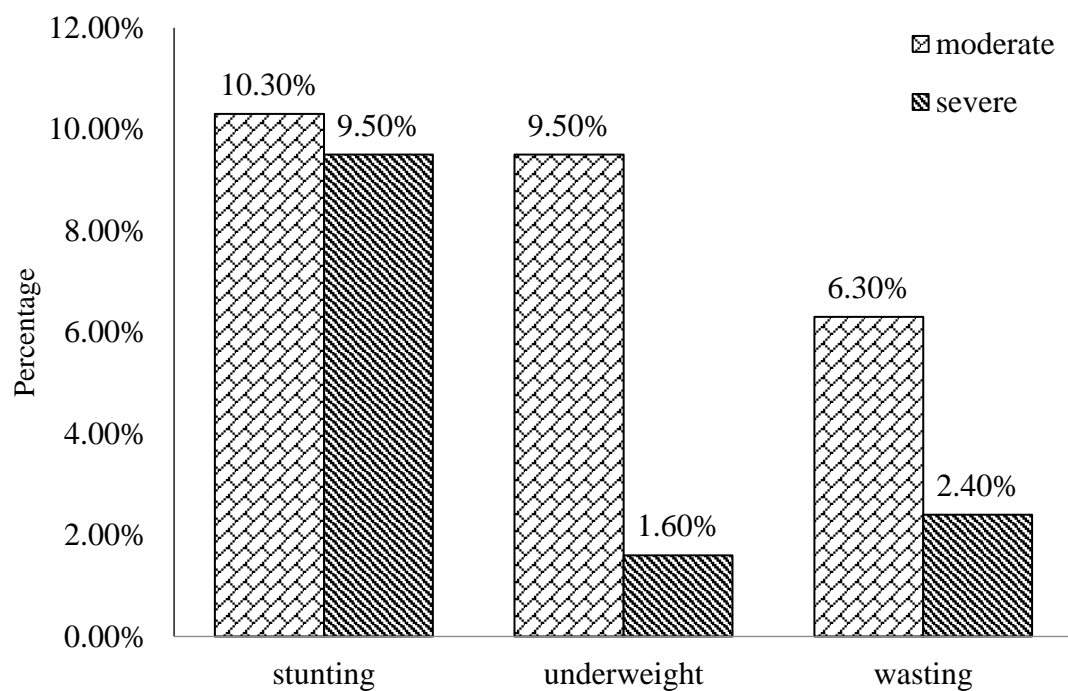 12.00%
10.00%
8.00%
6.00%
4.00%
2.00%
0.00%
Percentage
moderate
severe
10.30%
9.50%
9.50%
1.60%
6.30%
2.40%
stunting
underweight
wasting